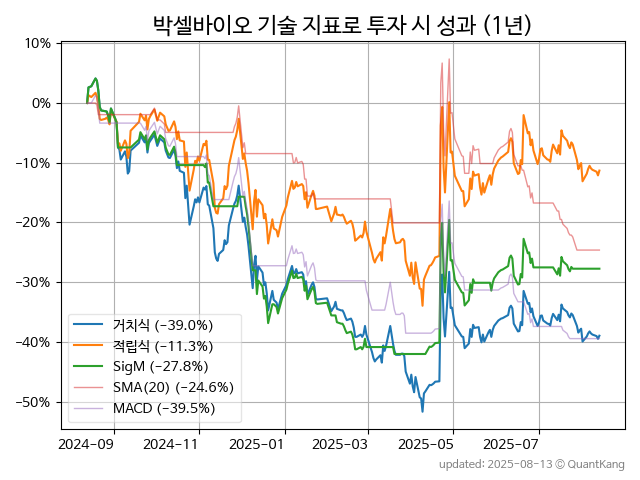 박셀바이오 기술 지표로 투자 시 성과 (1년)
10%
0%
−10%
−20%
−30%
−40%
−50%
거치식 (−39.0%)
적립식 (−11.3%)
SigM (−27.8%)
SMA(20) (−24.6%)
MACD (−39.5%)
2024-09
2024-11
2025-01
2025-03
2025-05
2025-07
updated: 2025-08-13 © QuantKang